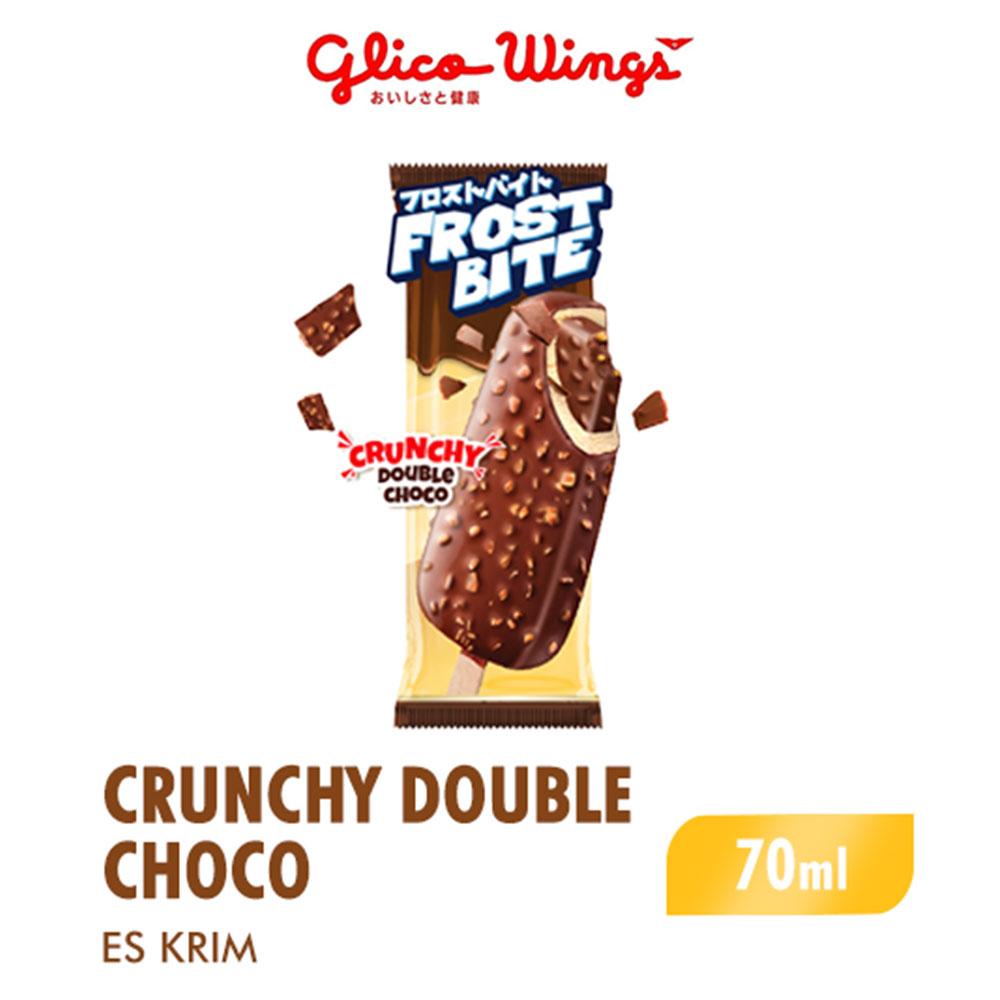 Glico Wings
おいしさと健康
フロストバイト
FROST
BITE
CRUNCHY
DOUBLE
CHOCO
CRUNCHY DOUBLE
CHOCO
70ml
ES KRIM